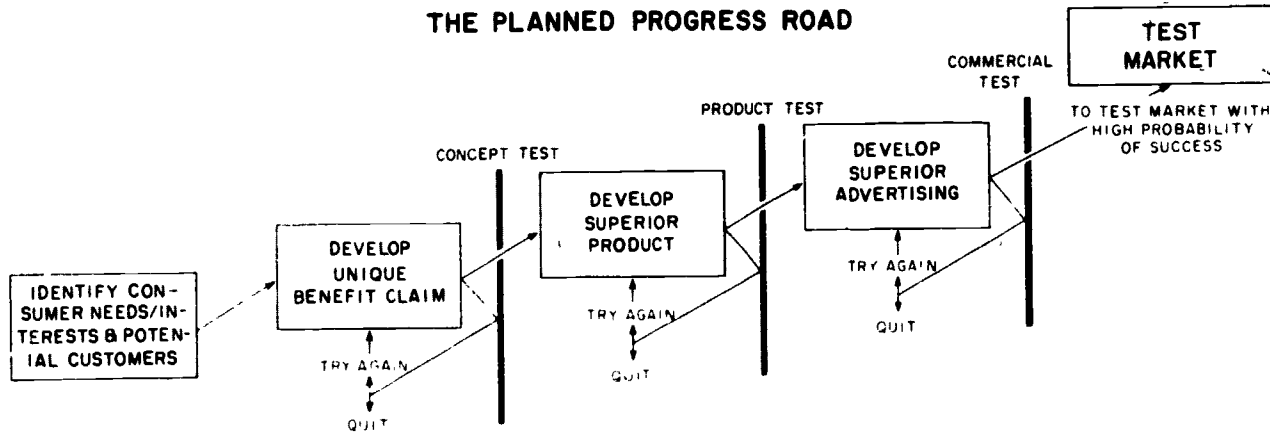 THE PLANNED PROGRESS ROAD
IDENTIFY CON-
SUMER NEEDS/IN-
TERESTS & POTEN-
IAL CUSTOMERS
DEVELOP
UNIQUE
BENEFIT CLAIM
TRY AGAIN
QUIT
CONCEPT TEST
DEVELOP
SUPERIOR
PRODUCT
TRY AGAIN
QUIT
PRODUCT TEST
DEVELOP
SUPERIOR
ADVERTISING
TRY AGAIN
QUIT
COMMERCIAL
TEST
TEST
MARKET
TO TEST MARKET WITH
HIGH PROBABILITY
OF SUCCESS